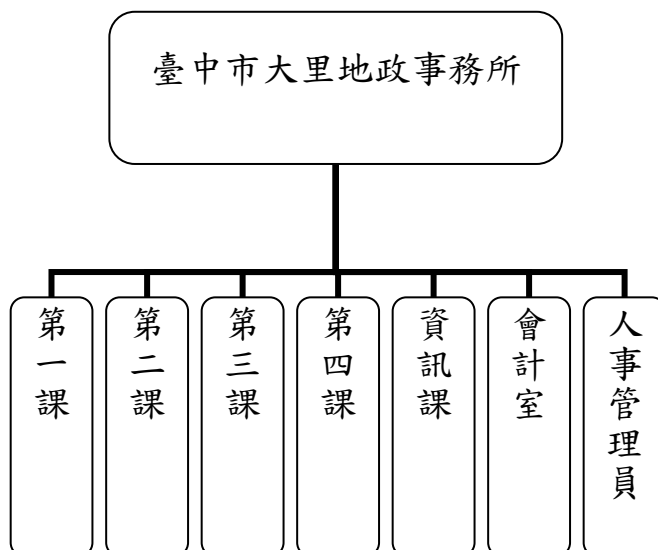 臺中市大里地政事務所
第一課
第二課
第三課
第四課
資訊課
會計室
人事管理員